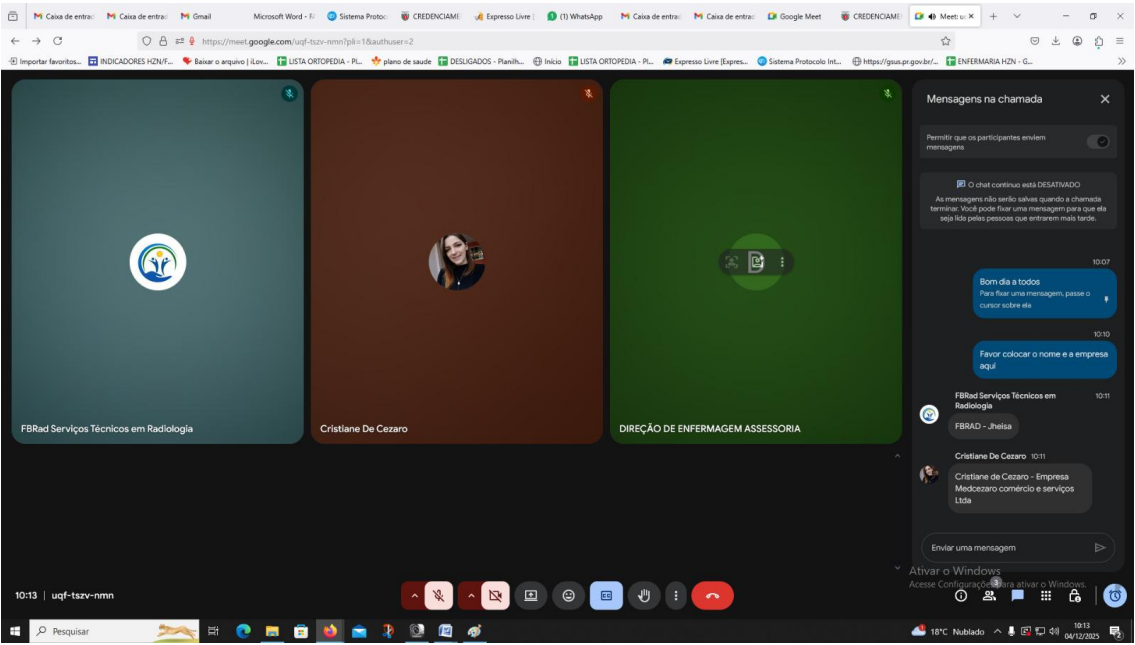 Caixa de entrac
Caixa de entrac
Gmail
Microsoft Word - F
Sistema Protoc
CREDENCIAME
Expresso Livre
(1) WhatsApp
Caixa de entrac
Caixa de entrac
Google Meet
CREDENCIAME
Meet: u
https://meet.google.com/uqf-tszv-nmn?pli=1&authuser=2
Importar favoritos...
INDICADORES HZN/F...
Baixar o arquivo | iLov...
LISTA ORTOPEDIA - Pl...
plano de saude
DESLIGADOS - Planilh...
Início
LISTA ORTOPEDIA - Pl...
Expresso Livre [Expres...
Sistema Protocolo Int...
https://gsus.pr.gov.br/...
ENFERMARIA HZN - G...
FBRad Serviços Técnicos em Radiologia
Cristiane De Cezaro
D
DIREÇÃO DE ENFERMAGEM ASSESSORIA
Mensagens na chamada
Permitir que os participantes enviem
mensagens
O chat contínuo está DESATIVADO
As mensagens não serão salvas quando a chamada
terminar. Você pode fixar uma mensagem para que ela
seja lida pelas pessoas que entrarem mais tarde.
10:07
Bom dia a todos
Para fixar uma mensagem, passe o
cursor sobre ela
10:10
Favor colocar o nome e a empresa
aqui
FBRad Serviços Técnicos em
Radiologia
10:11
FBRAD - Jheisa
Cristiane De Cezaro 10:11
Cristiane de Cezaro - Empresa
Medcezaro comércio e serviços
Ltda
Enviar uma mensagem
Ativar o Windows
Acesse Configurações para ativar o Windows.
3
10:13 | uqf-tszv-nmn
Pesquisar
18°C Nublado
10:13
04/12/2025
2